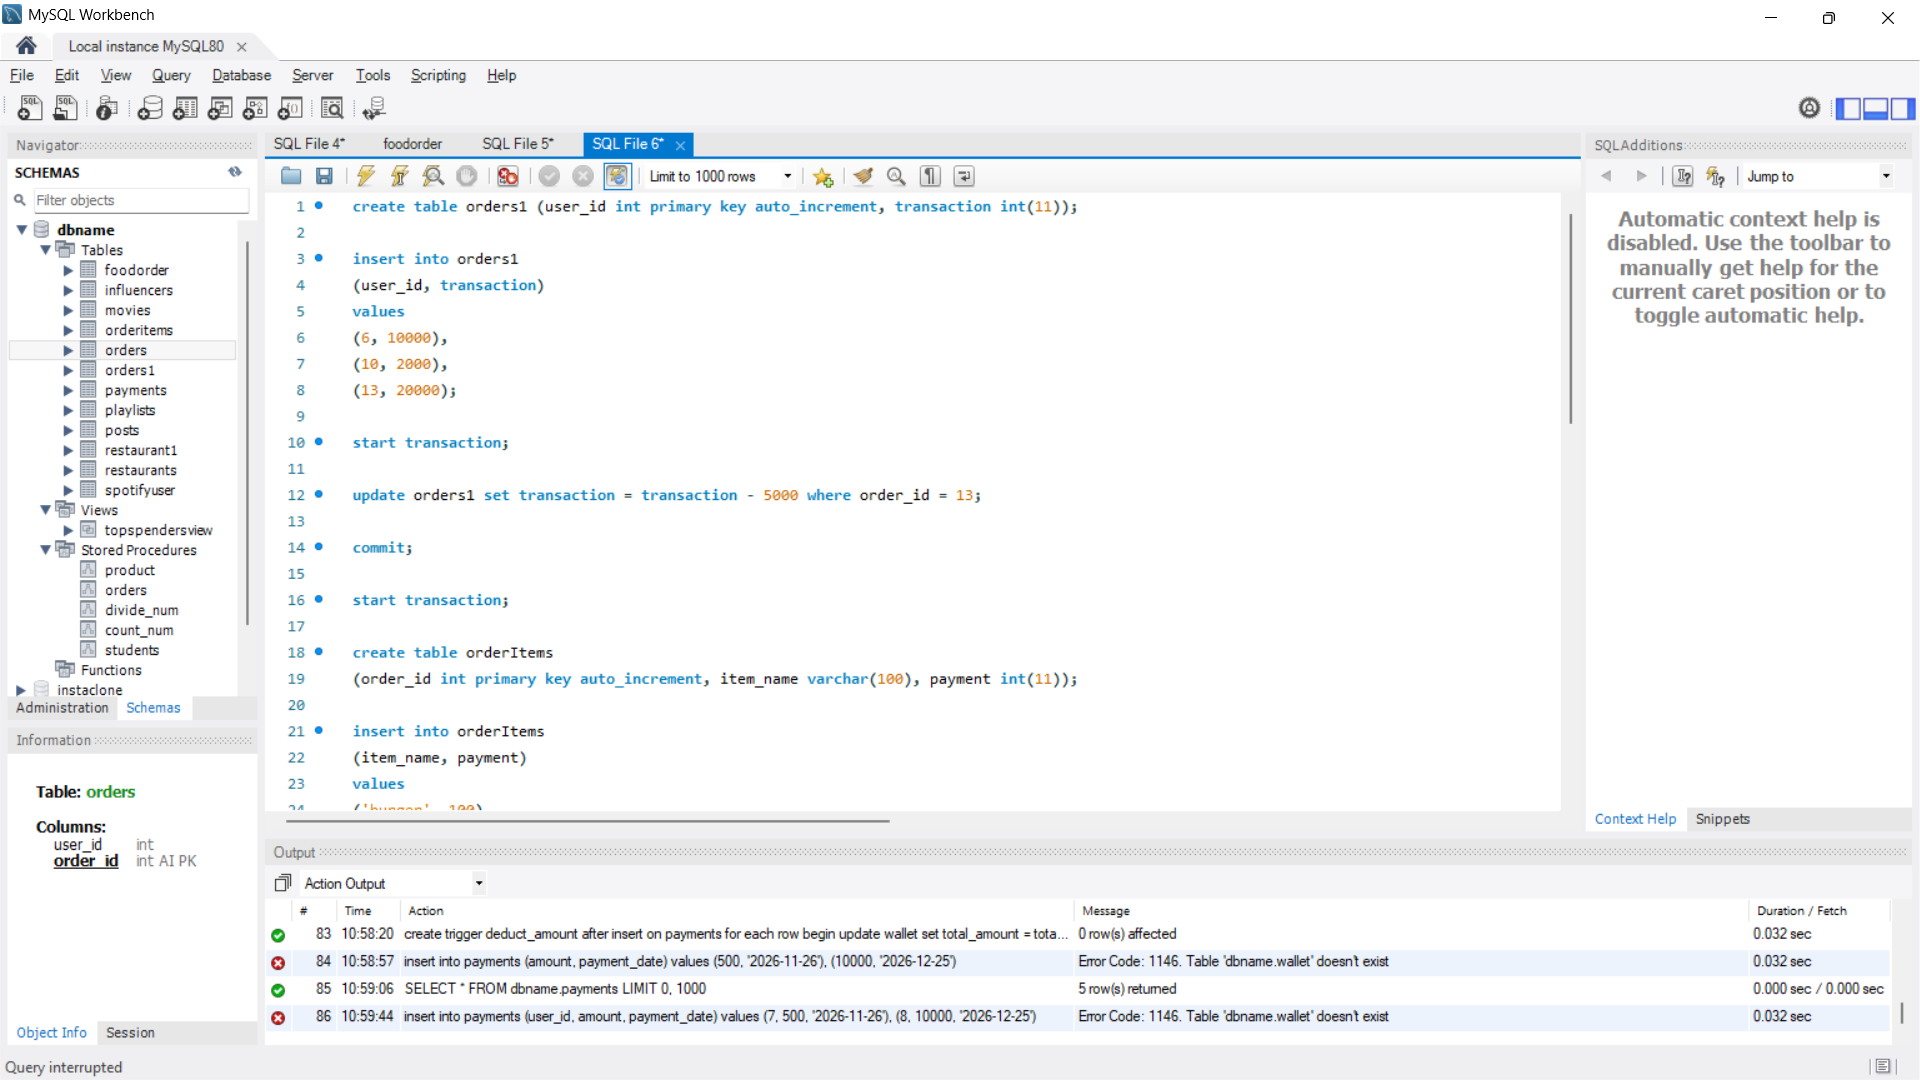 MySQL Workbench
Local instance MySQL80
File Edit View Query Database Server Tools Scripting Help
Navigator
SCHEMAS
Filter objects
dbname
Tables
foodorder
influencers
movies
orderitems
orders
orders1
payments
playlists
posts
restaurant1
restaurants
spotifyuser
Views
topspendersview
Stored Procedures
product
orders
divide_num
count_num
students
Functions
instaclone
Administration Schemas
Information
Table: orders
Columns:
user_id int
order_id int AI PK
Object Info Session
Query interrupted
SQL File 4* foodorder SQL File 5* SQL File 6*
Limit to 1000 rows
1 create table orders1 (user_id int primary key auto_increment, transaction int(11));
2
3 insert into orders1
4 (user_id, transaction)
5 values
6 (6, 10000),
7 (10, 2000),
8 (13, 20000);
9
10 start transaction;
11
12 update orders1 set transaction = transaction - 5000 where order_id = 13;
13
14 commit;
15
16 start transaction;
17
18 create table orderItems
19 (order_id int primary key auto_increment, item_name varchar(100), payment int(11));
20
21 insert into orderItems
22 (item_name, payment)
23 values
24 ('burger', 100)
SQLAdditions
Jump to
Automatic context help is
disabled. Use the toolbar to
manually get help for the
current caret position or to
toggle automatic help.
Context Help Snippets
Output
Action Output
# Time Action Message Duration / Fetch
83 10:58:20 create trigger deduct_amount after insert on payments for each row begin update wallet set total_amount = tota... 0 row(s) affected 0.032 sec
84 10:58:57 insert into payments (amount, payment_date) values (500, '2026-11-26'), (10000, '2026-12-25') Error Code: 1146. Table 'dbname.wallet' doesn't exist 0.032 sec
85 10:59:06 SELECT * FROM dbname.payments LIMIT 0, 1000 5 row(s) returned 0.000 sec / 0.000 sec
86 10:59:44 insert into payments (user_id, amount, payment_date) values (7, 500, '2026-11-26'), (8, 10000, '2026-12-25') Error Code: 1146. Table 'dbname.wallet' doesn't exist 0.032 sec